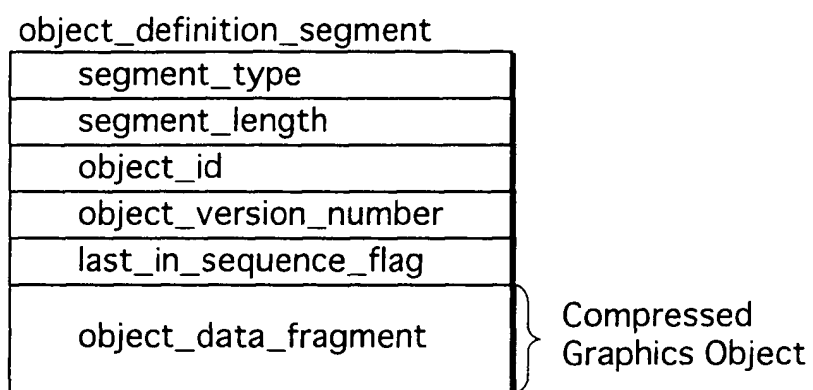 object_definition_segment
segment_type
segment_length
object_id
object_version_number
last_in_sequence_flag
object_data_fragment
Compressed
Graphics Object